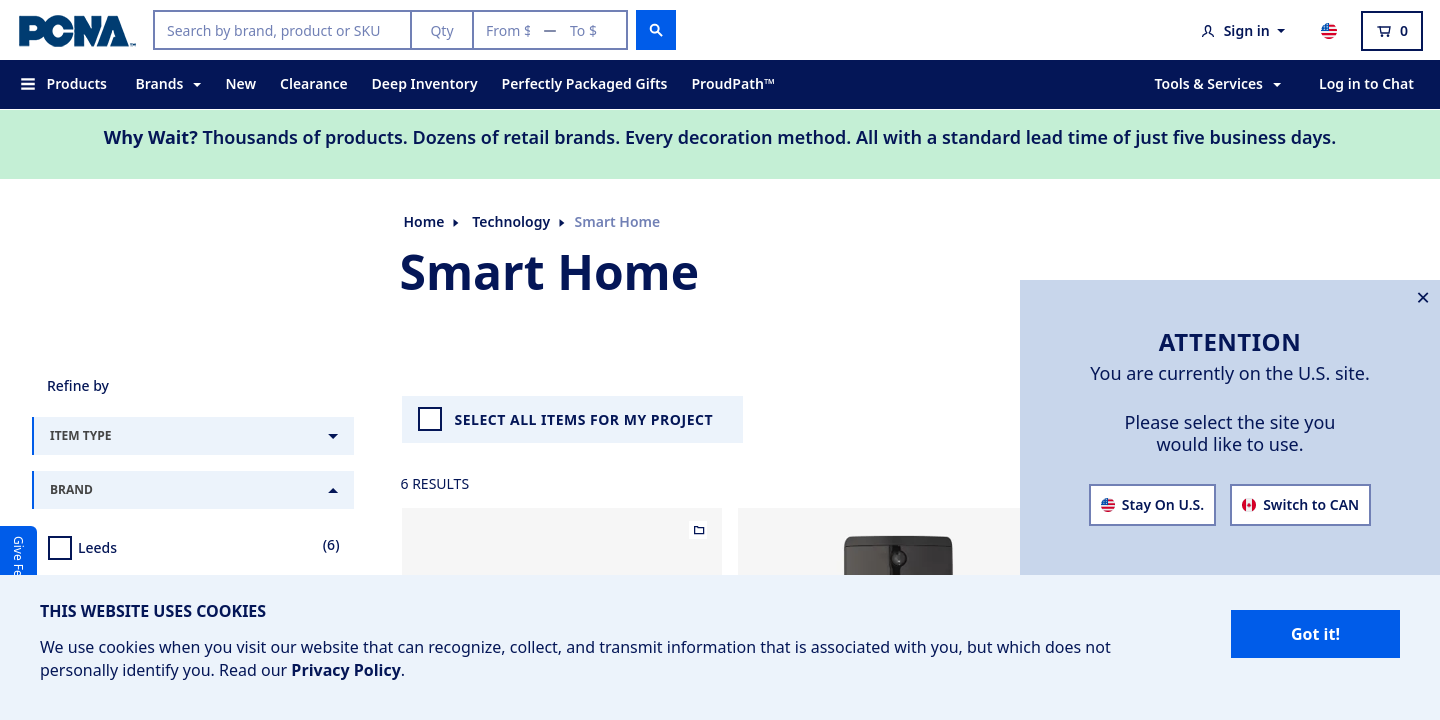 PCNA™
Search by brand, product or SKU
Qty
From $ — To $
Sign in
0
Products
Brands
New
Clearance
Deep Inventory
Perfectly Packaged Gifts
ProudPath™
Tools & Services
Log in to Chat
Why Wait? Thousands of products. Dozens of retail brands. Every decoration method. All with a standard lead time of just five business days.
Home
Technology
Smart Home
Smart Home
ATTENTION
You are currently on the U.S. site.
Please select the site you
would like to use.
Stay On U.S.
Switch to CAN
Refine by
ITEM TYPE
BRAND
Leeds
(6)
SELECT ALL ITEMS FOR MY PROJECT
6 RESULTS
Give
THIS WEBSITE USES COOKIES
We use cookies when you visit our website that can recognize, collect, and transmit information that is associated with you, but which does not
personally identify you. Read our Privacy Policy.
Got it!